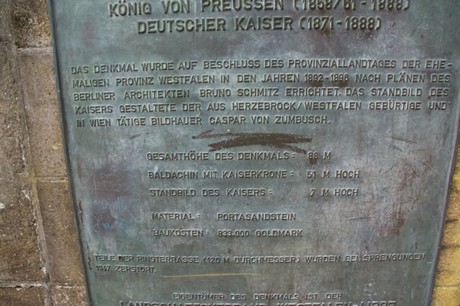 KÖNIG VON PREUSSEN (1858/61 - 1888)
DEUTSCHER KAISER (1871-1888)
DAS DENKMAL WURDE AUF BESCHLUSS DES PROVINZIALLANDTAGES DER EHE-
MALIGEN PROVINZ WESTFALEN IN DEN JAHREN 1892-1896 NACH PLÄNEN DES
BERLINER ARCHITEKTEN BRUNO SCHMITZ ERRICHTET. DAS STANDBILD DES
KAISERS GESTALTETE DER AUS HERZEBROCK/WESTFALEN GEBÜRTIGE UND
IN WIEN TÄTIGE BILDHAUER CASPAR VON ZUMBUSCH.
GESAMTHÖHE DES DENKMALS = 88 M
BALDACHIN MIT KAISERKRONE = 51 M HOCH
STANDBILD DES KAISERS = 7 M HOCH
MATERIAL = PORTASANDSTEIN
BAUKOSTEN = 833.000 GOLDMARK
TEILE DER RINGTERRASSE (120 M DURCHMESSER) WURDEN BEI SPRENGUNGEN
1947 ZERSTÖRT.
EIGENTÜMER DES DENKMALS IST DER